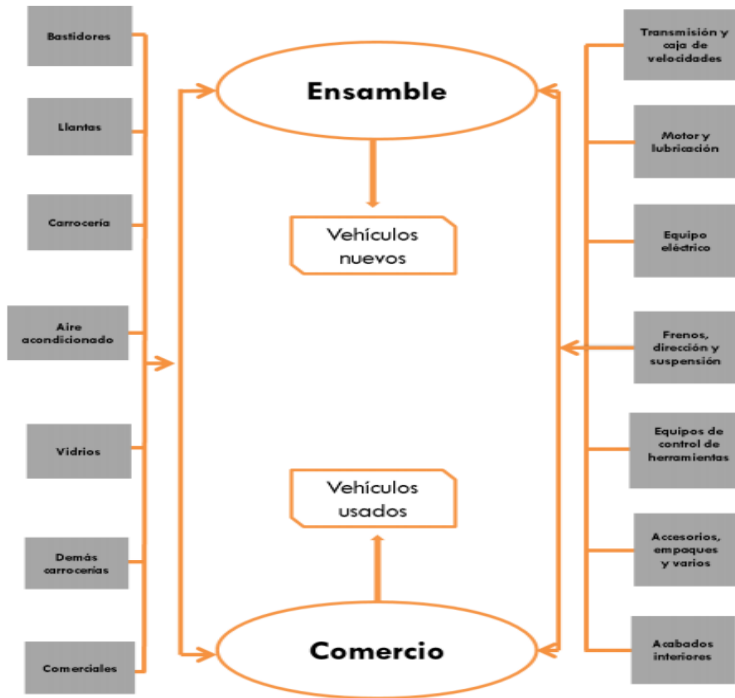 Bastidores
Llantas
Carrocería
Aire
acondicionado
Vidrios
Demás
carrocerías
Comerciales
Ensamble
Vehículos
nuevos
Vehículos
usados
Comercio
Transmisión y
caja de
velocidades
Motor y
lubricación
Equipo
eléctrico
Frenos,
dirección y
suspensión
Equipos de
control de
herramientas
Accesorios,
empaques
y varios
Acabados
interiores